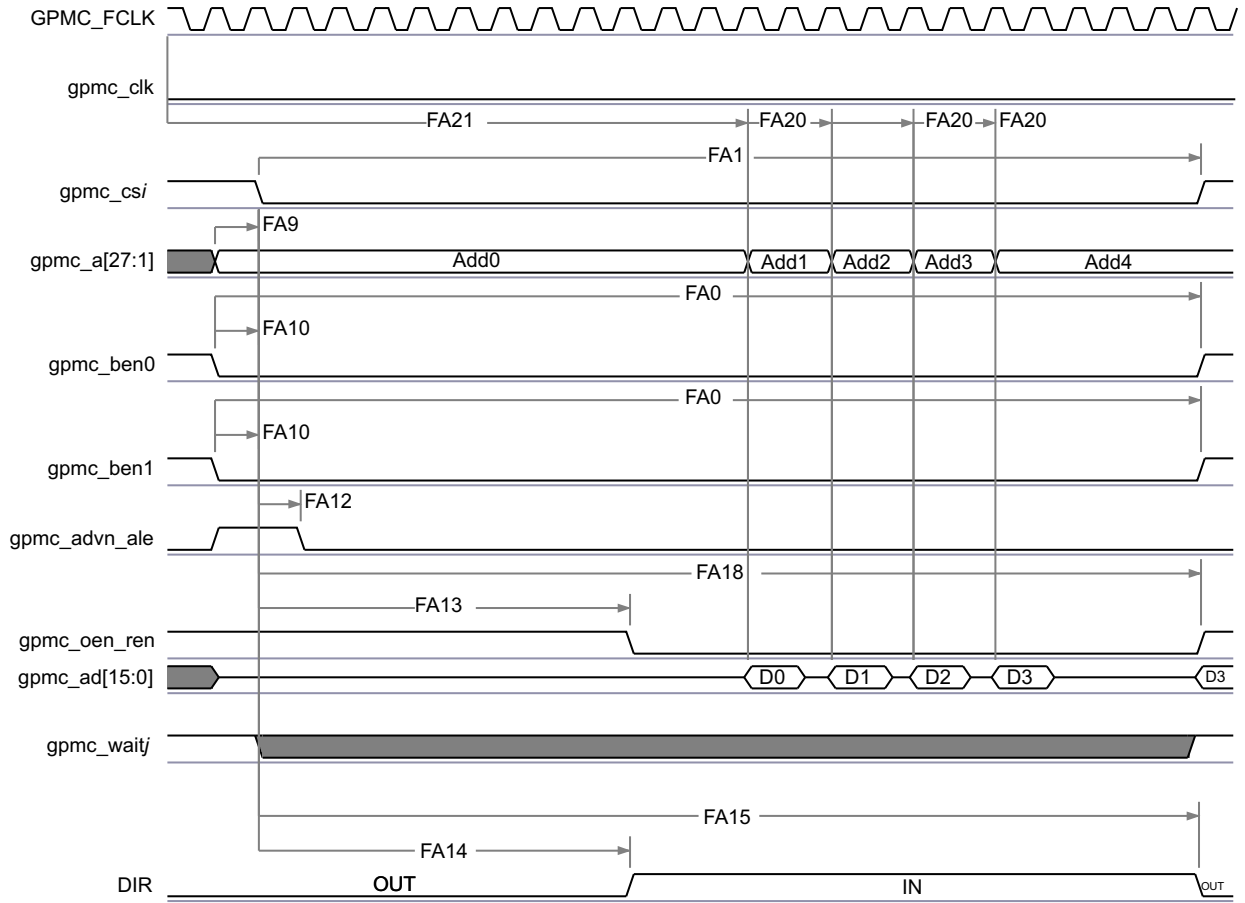 GPMC_FCLK
gpmc_clk
FA21 FA20 FA20 FA20
FA1
gpmc_csi
FA9
gpmc_a[27:1] Add0 Add1 Add2 Add3 Add4
FA0
FA10
gpmc_ben0
FA0
FA10
gpmc_ben1
FA12
gpmc_advn_ale
FA18
FA13
gpmc_oen_ren
gpmc_ad[15:0] D0 D1 D2 D3 D3
gpmc_waitj
FA15
FA14
DIR OUT IN OUT